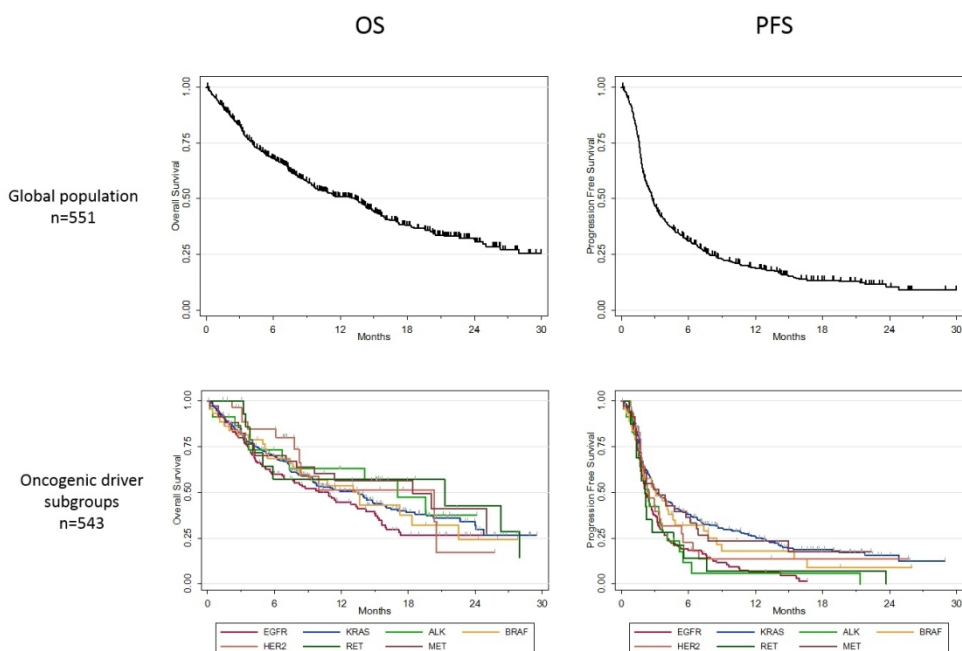 OS PFS
Global population
n=551
Overall Survival
1.00
0.75
0.50
0.25
0.00
0 6 12 18 24 30
Months
Progression Free Survival
1.00
0.75
0.50
0.25
0.00
0 6 12 18 24 30
Months
Oncogenic driver
subgroups
n=543
Overall Survival
1.00
0.75
0.50
0.25
0.00
0 6 12 18 24 30
Months
EGFR KRAS ALK BRAF
HER2 RET MET
Progression Free Survival
1.00
0.75
0.50
0.25
0.00
0 6 12 18 24 30
Months
EGFR KRAS ALK BRAF
HER2 RET MET